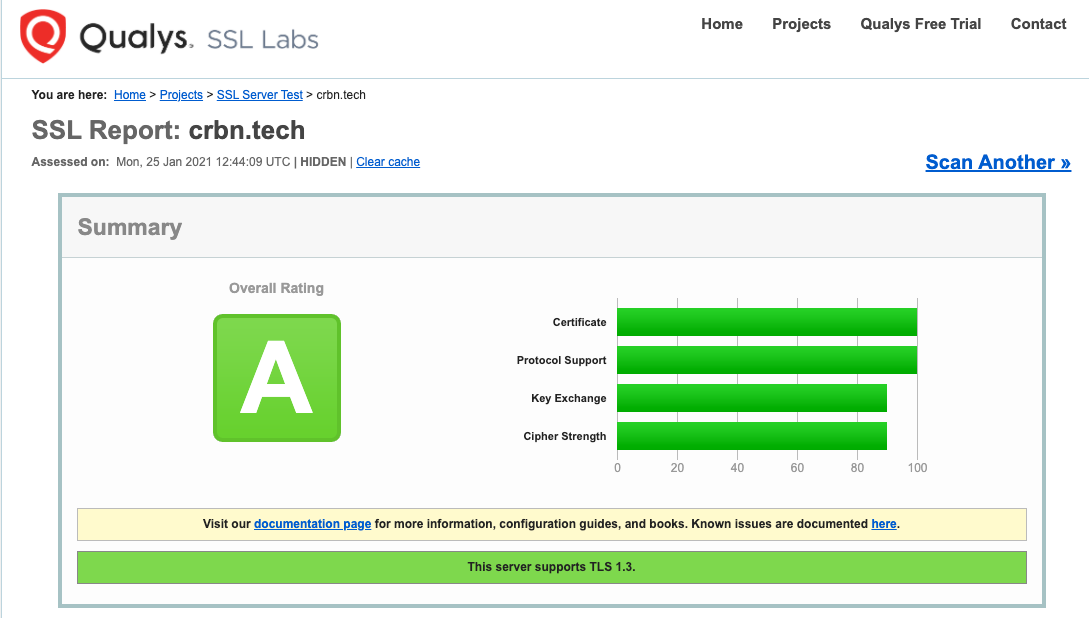 Qualys. SSL Labs
Home Projects Qualys Free Trial Contact
You are here: Home > Projects > SSL Server Test > crbn.tech
SSL Report: crbn.tech
Assessed on: Mon, 25 Jan 2021 12:44:09 UTC | HIDDEN | Clear cache
Scan Another »
Summary
Overall Rating
A
Certificate
Protocol Support
Key Exchange
Cipher Strength
0 20 40 60 80 100
Visit our documentation page for more information, configuration guides, and books. Known issues are documented here.
This server supports TLS 1.3.